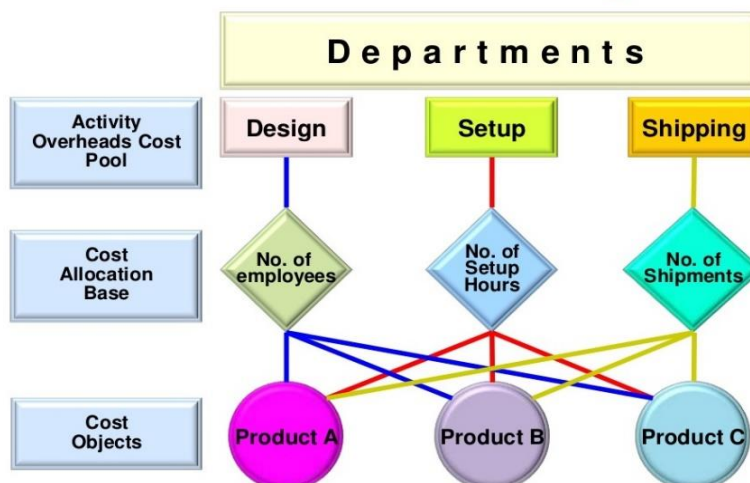 Departments
Activity
Overheads Cost
Pool
Design
Setup
Shipping
Cost
Allocation
Base
No. of
employees
No. of
Setup
Hours
No. of
Shipments
Cost
Objects
Product A
Product B
Product C